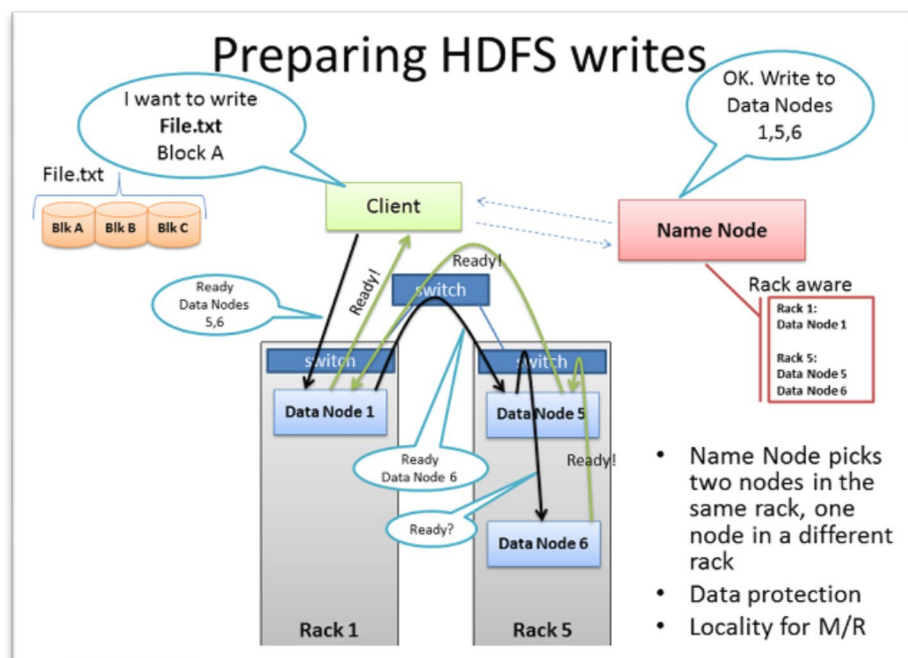 Preparing HDFS writes
I want to write
File.txt
Block A
OK. Write to
Data Nodes
1,5,6
File.txt
Blk A
Blk B
Blk C
Client
Name Node
Ready!
Ready!
Ready
Data Nodes
5,6
switch
Rack aware
Rack 1:
Data Node 1
Rack 5:
Data Node 5
Data Node 6
switch
switch
Data Node 1
Data Node 5
Ready
Data Node 6
Ready!
Ready?
Data Node 6
Rack 1
Rack 5
• Name Node picks
two nodes in the
same rack, one
node in a different
rack
• Data protection
• Locality for M/R